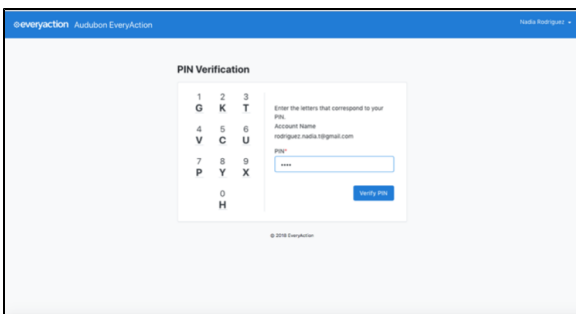 everyaction Audubon EveryAction
Nadia Rodriguez
PIN Verification
1 2 3
G K T
4 5 6
V C U
7 8 9
P Y X
0
H
Enter the letters that correspond to your
PIN.
Account Name
rodriguez.nadia.t@gmail.com
PIN*
••••
Verify PIN
© 2018 EveryAction